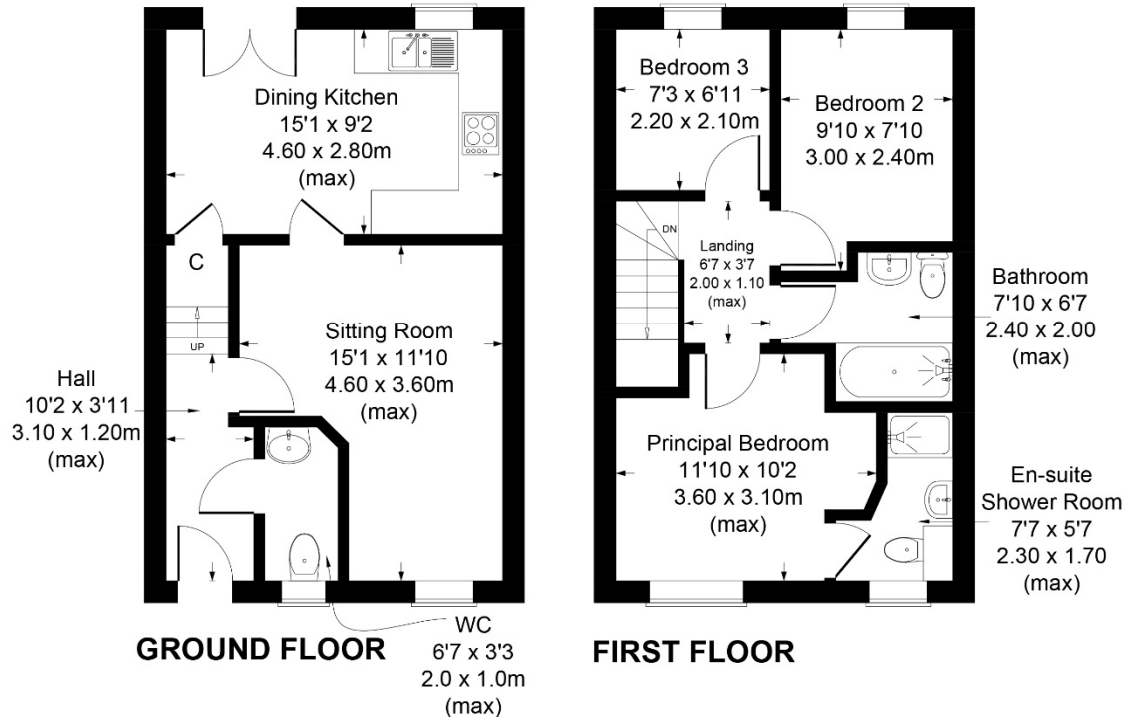 Dining Kitchen
15'1 x 9'2
4.60 x 2.80m
(max)
C
UP
Sitting Room
15'1 x 11'10
4.60 x 3.60m
(max)
Hall
10'2 x 3'11
3.10 x 1.20m
(max)
WC
6'7 x 3'3
2.0 x 1.0m
(max)
GROUND FLOOR
Bedroom 3
7'3 x 6'11
2.20 x 2.10m
Bedroom 2
9'10 x 7'10
3.00 x 2.40m
DN
Landing
6'7 x 3'7
2.00 x 1.10
(max)
Bathroom
7'10 x 6'7
2.40 x 2.00
(max)
Principal Bedroom
11'10 x 10'2
3.60 x 3.10m
(max)
En-suite
Shower Room
7'7 x 5'7
2.30 x 1.70
(max)
FIRST FLOOR